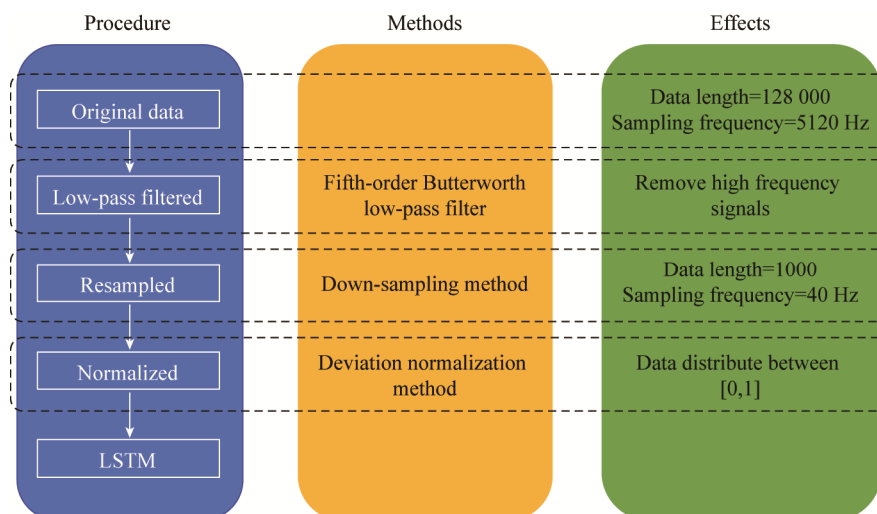 Procedure
Methods
Effects
Original data
Data length=128 000
Sampling frequency=5120 Hz
Low-pass filtered
Fifth-order Butterworth
low-pass filter
Remove high frequency
signals
Resampled
Down-sampling method
Data length=1000
Sampling frequency=40 Hz
Normalized
Deviation normalization
method
Data distribute between
[0,1]
LSTM